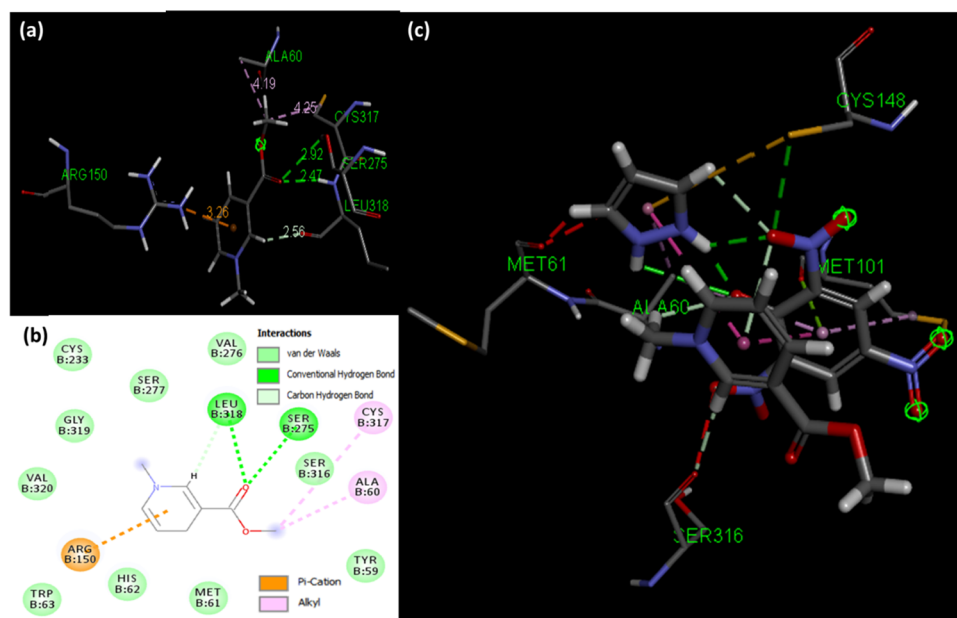 (a)
ALA60
4.19
4.25
CYS317
2.92
SER275
2.47
ARG150
3.26
LEU318
2.56
(b)
Interactions
van der Waals
Conventional Hydrogen Bond
Carbon Hydrogen Bond
CYS
B:233
VAL
B:276
SER
B:277
LEU
B:318
CYS
B:317
SER
B:275
GLY
B:319
SER
B:316
VAL
B:320
ALA
B:60
H
N
O
O
ARG
B:150
TYR
B:59
HIS
B:62
TRP
B:63
MET
B:61
Pi-Cation
Alkyl
(c)
CYS148
MET61
MET101
ALA60
SER316